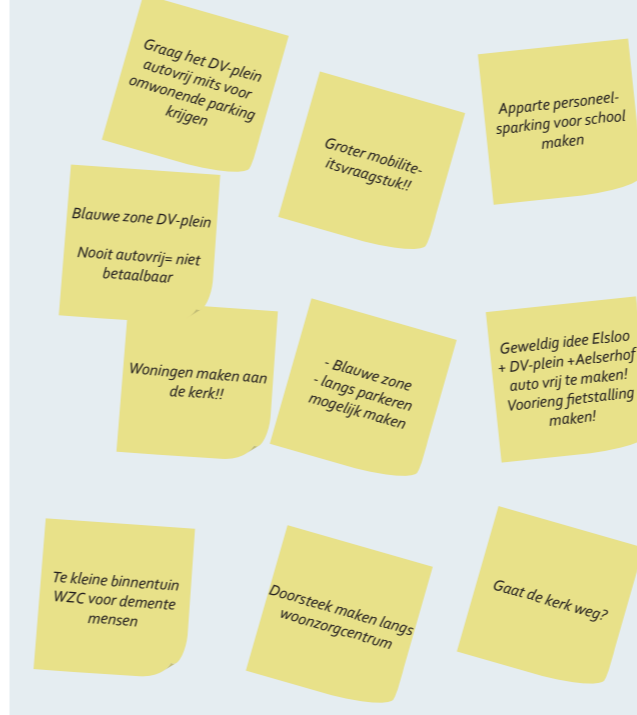 Graag het DV-plein
autovrij mits voor
omwonende parking
krijgen
Groter mobilite-
itsvraagstuk!!
Apparte personeel-
sparking voor school
maken
Blauwe zone DV-plein
Nooit autovrij= niet
betaalbaar
Woningen maken aan
de kerk!!
- Blauwe zone
- langs parkeren
mogelijk maken
Geweldig idee Elsloo
+ DV-plein +Aelserhof
auto vrij te maken!
Voorieng fietstalling
maken!
Te kleine binnentuin
WZC voor demente
mensen
Doorsteek maken langs
woonzorgcentrum
Gaat de kerk weg?